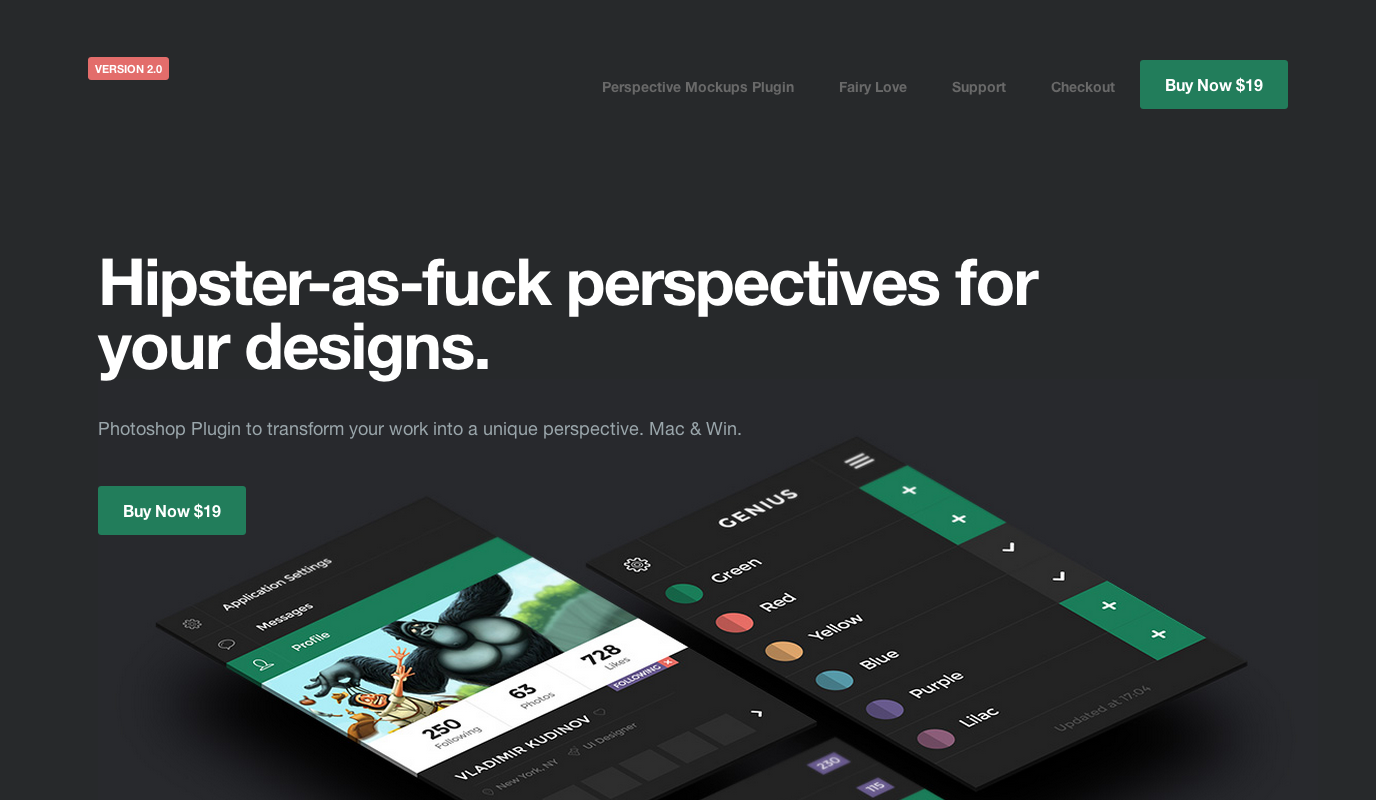 VERSION 2.0
Perspective Mockups Plugin
Fairy Love
Support
Checkout
Buy Now $19
Hipster-as-fuck perspectives for
your designs.
Photoshop Plugin to transform your work into a unique perspective. Mac & Win.
Buy Now $19
Application Settings
Messages
Profile
250
Following
63
Photos
728
Likes
FOLLOWING
VLADIMIR KUDINOV
New York, NY
UI Designer
GENIUS
Green
Red
Yellow
Blue
Purple
Lilac
Updated at 17:04
230
115